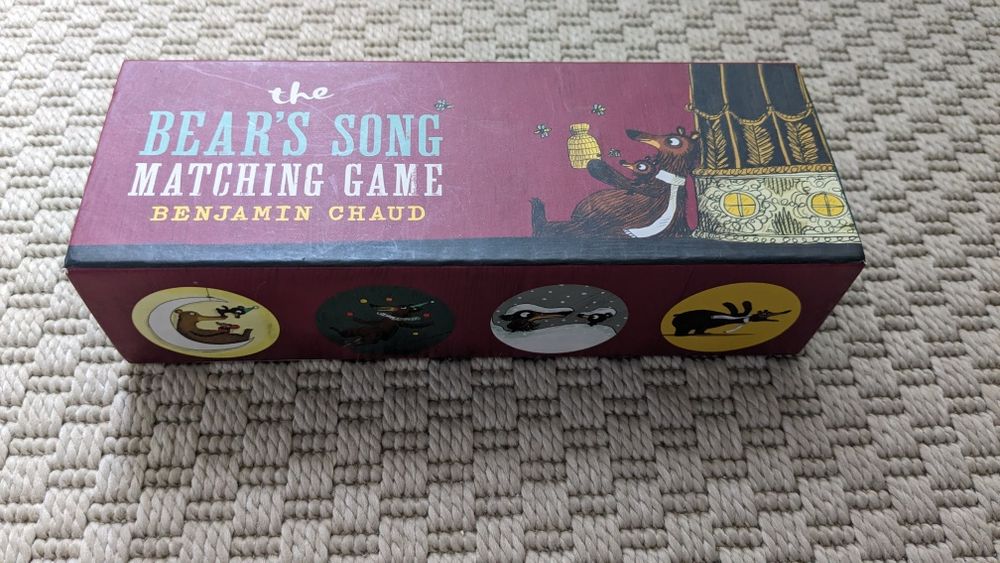 the
BEAR'S SONG
MATCHING GAME
BENJAMIN CHAUD